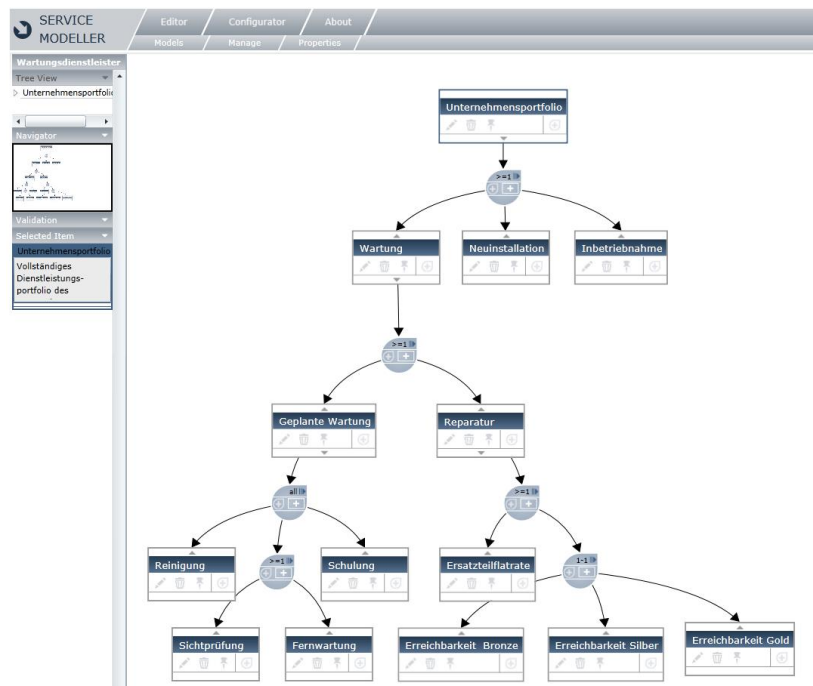 SERVICE
MODELLER
Editor
Configurator
About
Models
Manage
Properties
Wartungsdienstleister
Tree View
Unternehmensportfolio
Navigator
Validation
Selected Item
Unternehmensportfolio
Vollständiges
Dienstleistungs-
portfolio des
Unternehmensportfolio
>=1
Wartung
Neuinstallation
Inbetriebnahme
>=1
Geplante Wartung
Reparatur
all
>=1
Reinigung
>=1
Schulung
Ersatzteilflatrate
1-1
Sichtprüfung
Fernwartung
Erreichbarkeit Bronze
Erreichbarkeit Silber
Erreichbarkeit Gold